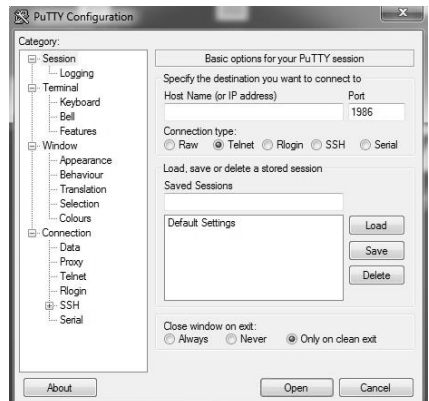 PuTTY Configuration
Category:
Session
Logging
Terminal
Keyboard
Bell
Features
Window
Appearance
Behaviour
Translation
Selection
Colours
Connection
Data
Proxy
Telnet
Rlogin
SSH
Serial
Basic options for your PuTTY session
Specify the destination you want to connect to
Host Name (or IP address) Port
1986
Connection type:
Raw Telnet Rlogin SSH Serial
Load, save or delete a stored session
Saved Sessions
Default Settings
Load
Save
Delete
Close window on exit:
Always Never Only on clean exit
About Open Cancel